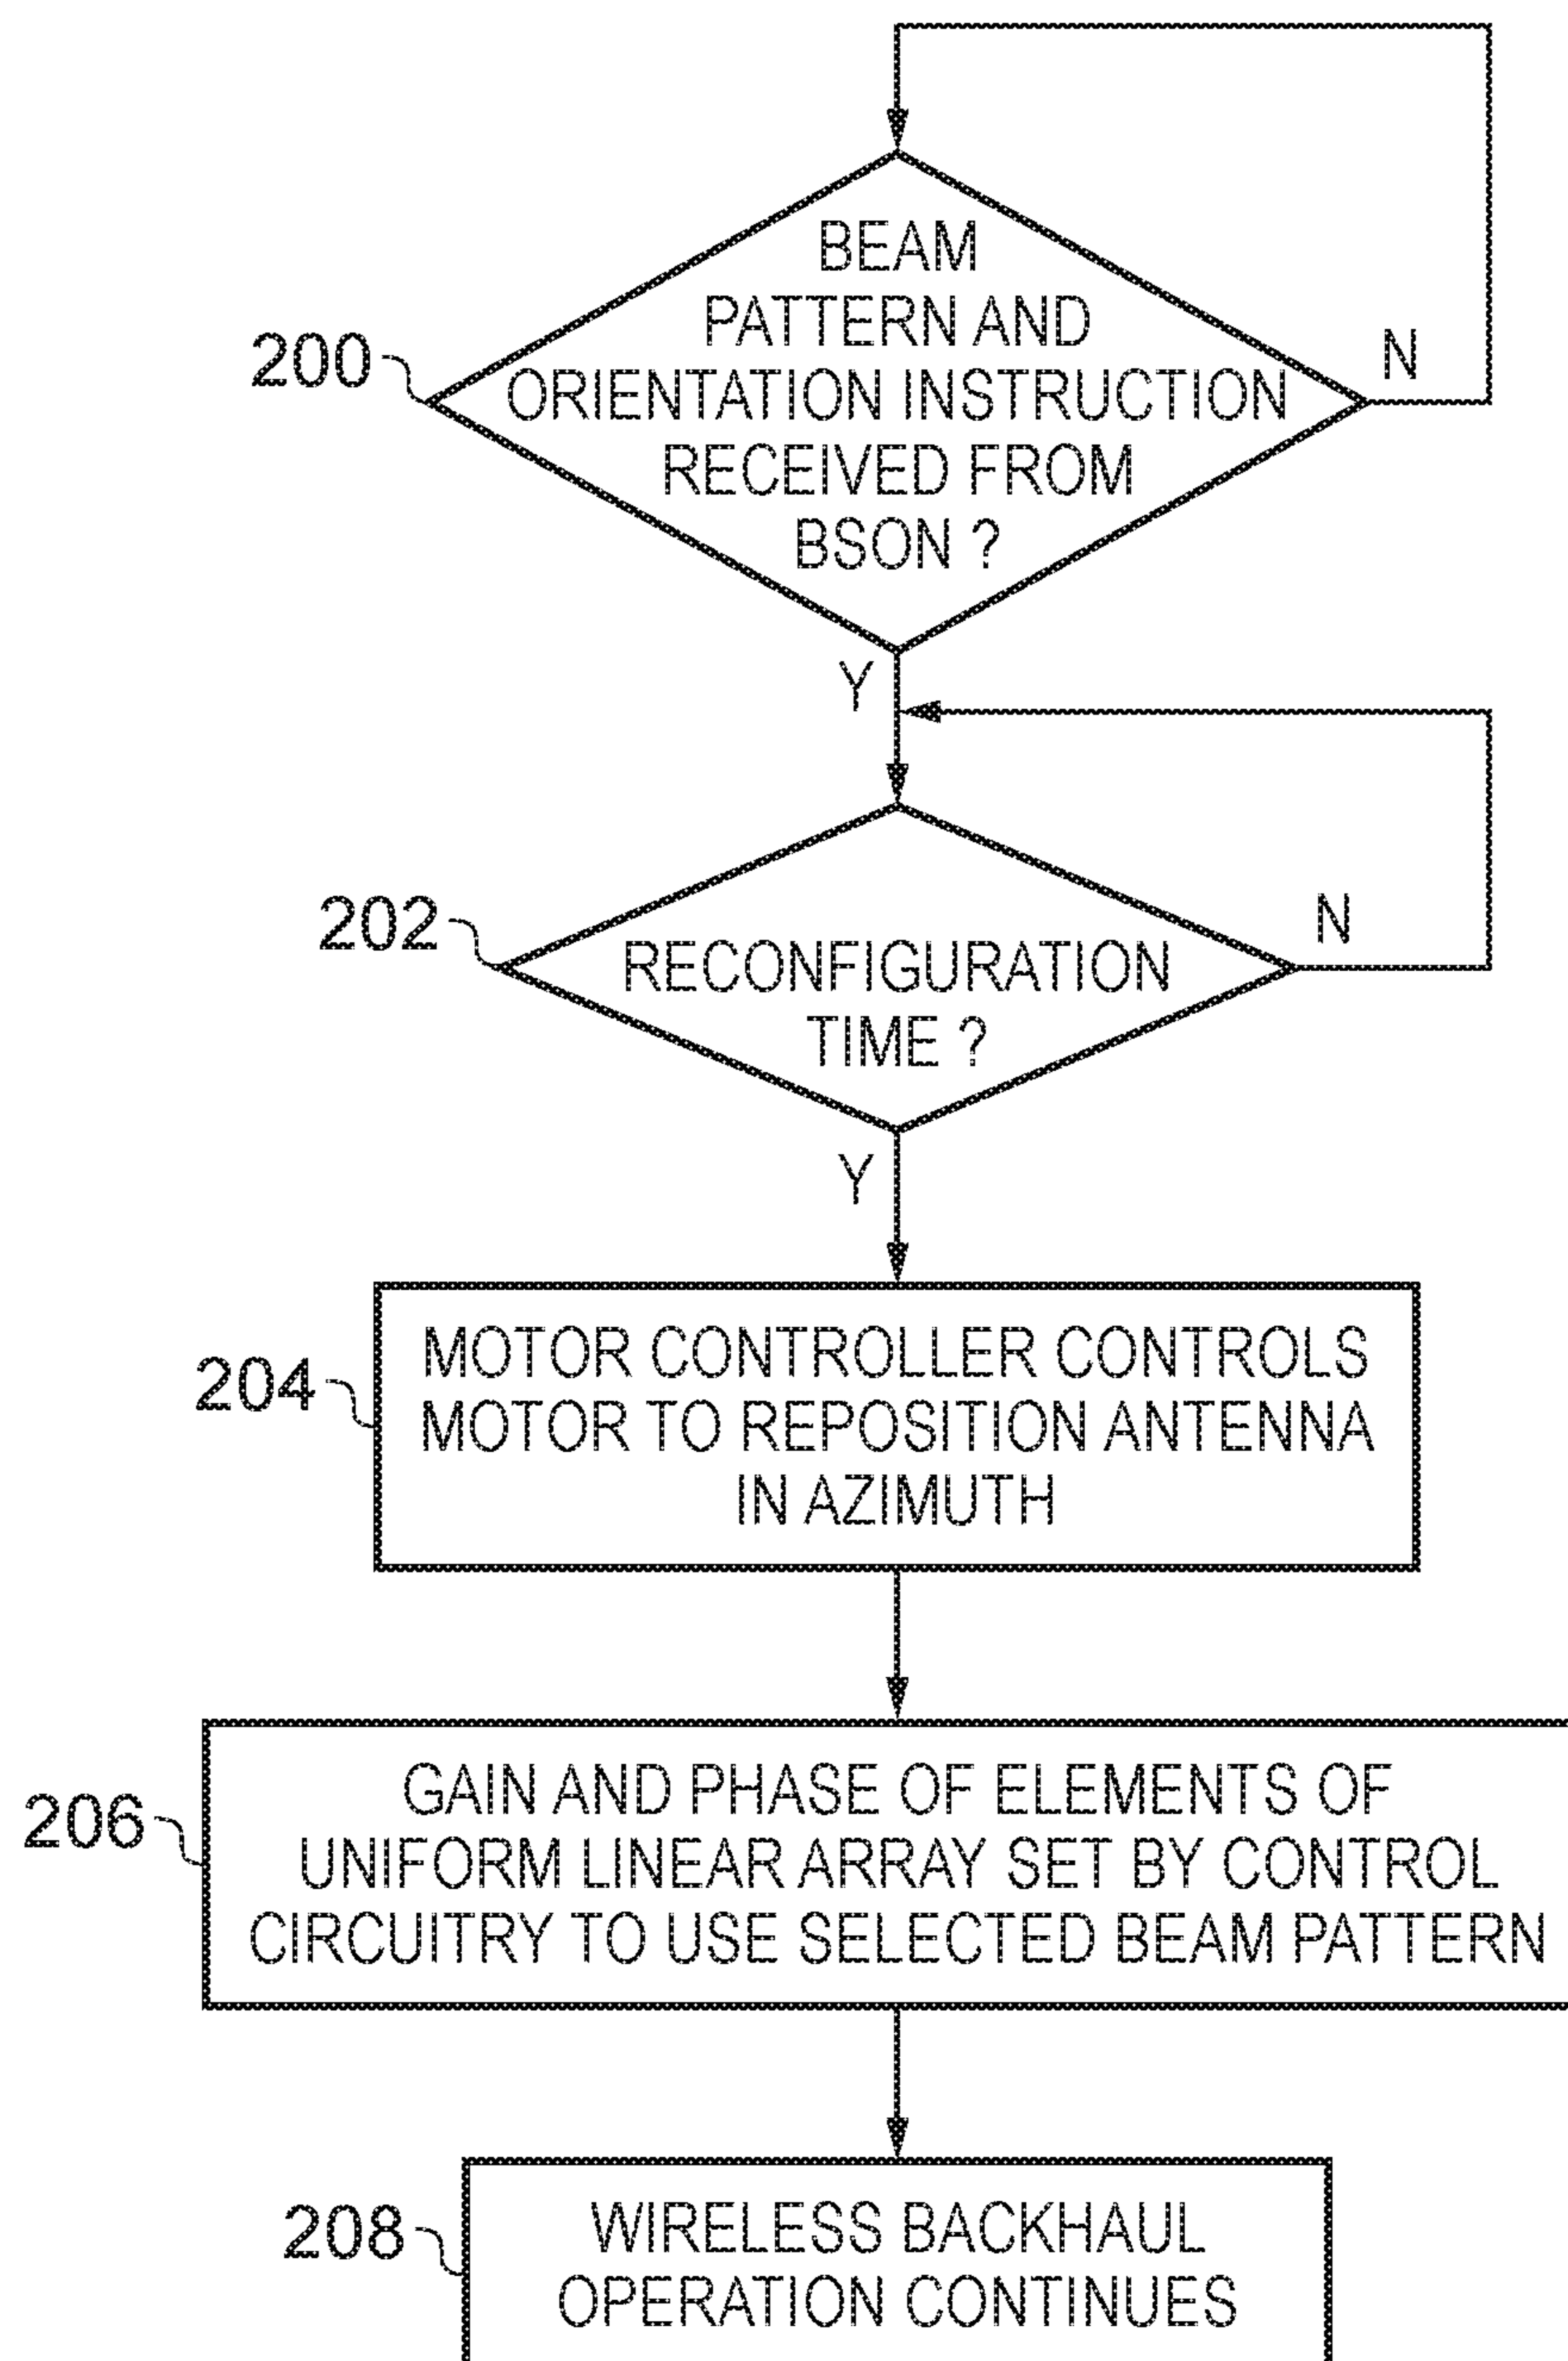 BEAM
PATTERN AND
ORIENTATION INSTRUCTION
RECEIVED FROM
BSON ?
200
N
Y
202
N
RECONFIGURATION
TIME ?
Y
204
MOTOR CONTROLLER CONTROLS
MOTOR TO REPOSITION ANTENNA
IN AZIMUTH
206
GAIN AND PHASE OF ELEMENTS OF
UNIFORM LINEAR ARRAY SET BY CONTROL
CIRCUITRY TO USE SELECTED BEAM PATTERN
208
WIRELESS BACKHAUL
OPERATION CONTINUES